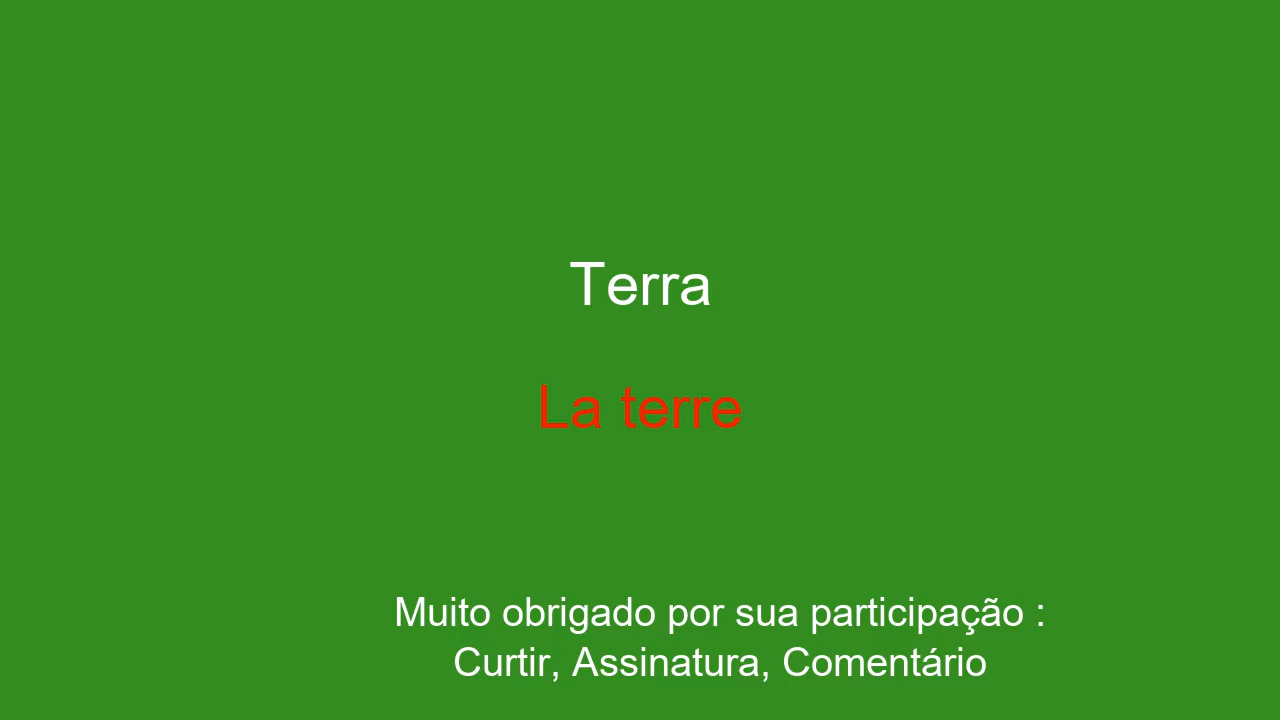 Terra
La terre
Muito obrigado por sua participação :
Curtir, Assinatura, Comentário